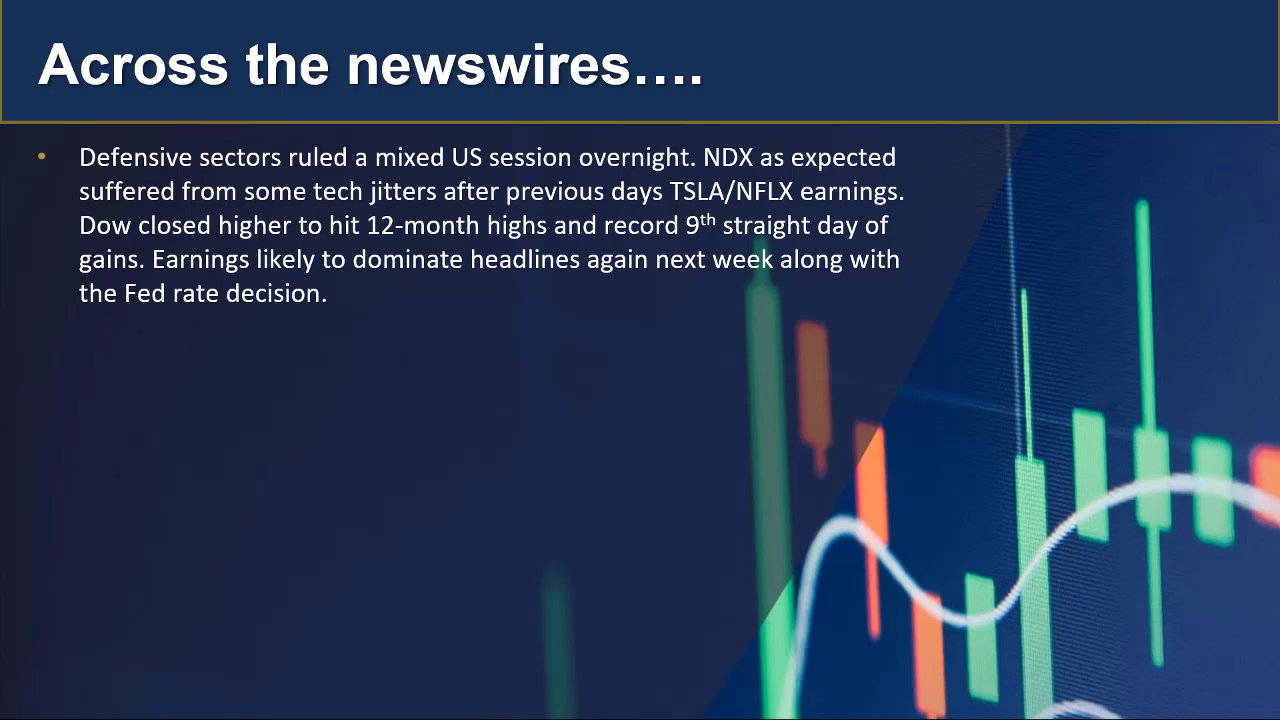 Across the newswires....
• Defensive sectors ruled a mixed US session overnight. NDX as expected
suffered from some tech jitters after previous days TSLA/NFLX earnings.
Dow closed higher to hit 12-month highs and record 9th straight day of
gains. Earnings likely to dominate headlines again next week along with
the Fed rate decision.